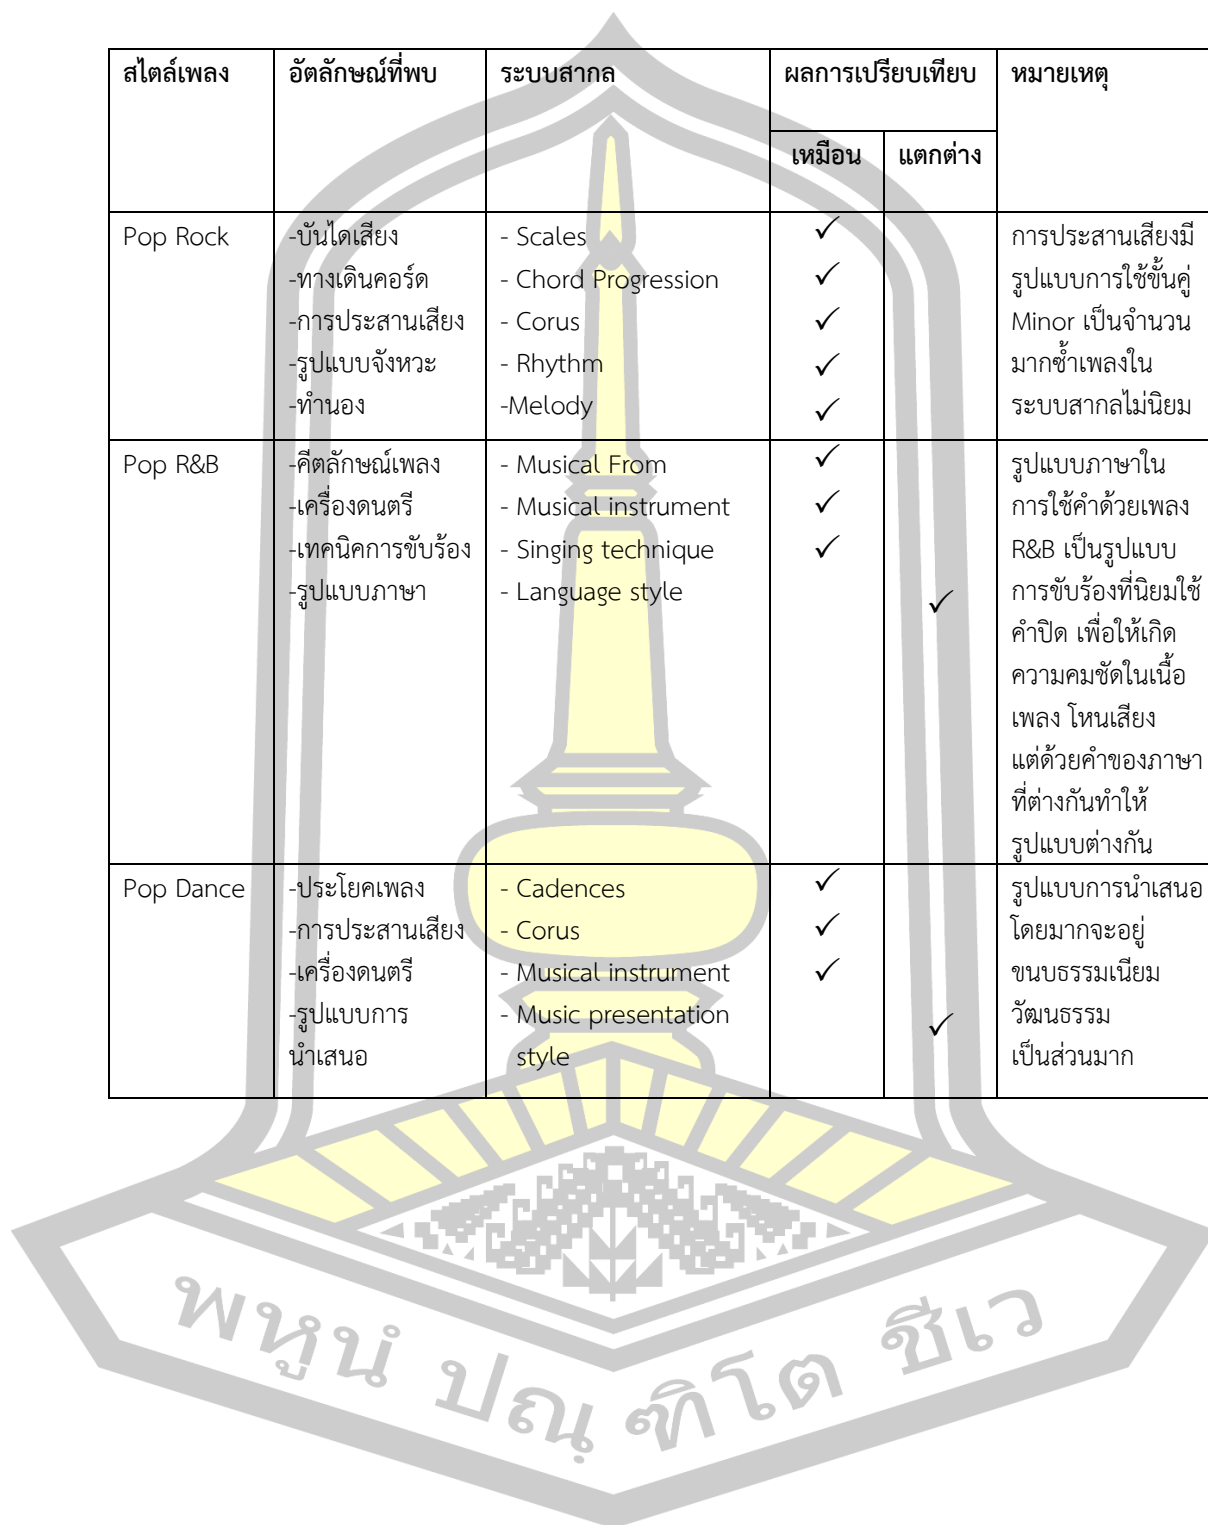 สไตล์เพลง อัตลักษณ์ที่พบ ระบบสากล ผลการเปรียบเทียบ หมายเหตุ
เหมือน แตกต่าง
Pop Rock -บันไดเสียง - Scales ✓ การประสานเสียงมี
-ทางเดินคอร์ด - Chord Progression ✓ รูปแบบการใช้ขั้นคู่
-การประสานเสียง - Corus ✓ Minor เป็นจำนวน
-รูปแบบจังหวะ - Rhythm ✓ มากซ้ำเพลงใน
-ทำนอง -Melody ✓ ระบบสากลไม่นิยม
Pop R&B -คีตลักษณ์เพลง - Musical From ✓ รูปแบบภาษาใน
-เครื่องดนตรี - Musical instrument ✓ การใช้คำด้วยเพลง
-เทคนิคการขับร้อง - Singing technique ✓ R&B เป็นรูปแบบ
-รูปแบบภาษา - Language style ✓ การขับร้องที่นิยมใช้
คำปิด เพื่อให้เกิด
ความคมชัดในเนื้อ
เพลง โหนเสียง
แต่ด้วยคำของภาษา
ที่ต่างกันทำให้
รูปแบบต่างกัน
Pop Dance -ประโยคเพลง - Cadences ✓ รูปแบบการนำเสนอ
-การประสานเสียง - Corus ✓ โดยมากจะอยู่
-เครื่องดนตรี - Musical instrument ✓ ขนบธรรมเนียม
-รูปแบบการ - Music presentation ✓ วัฒนธรรม
นำเสนอ style เป็นส่วนมาก
พหูนํ ปณฺฑิโต ชีเว